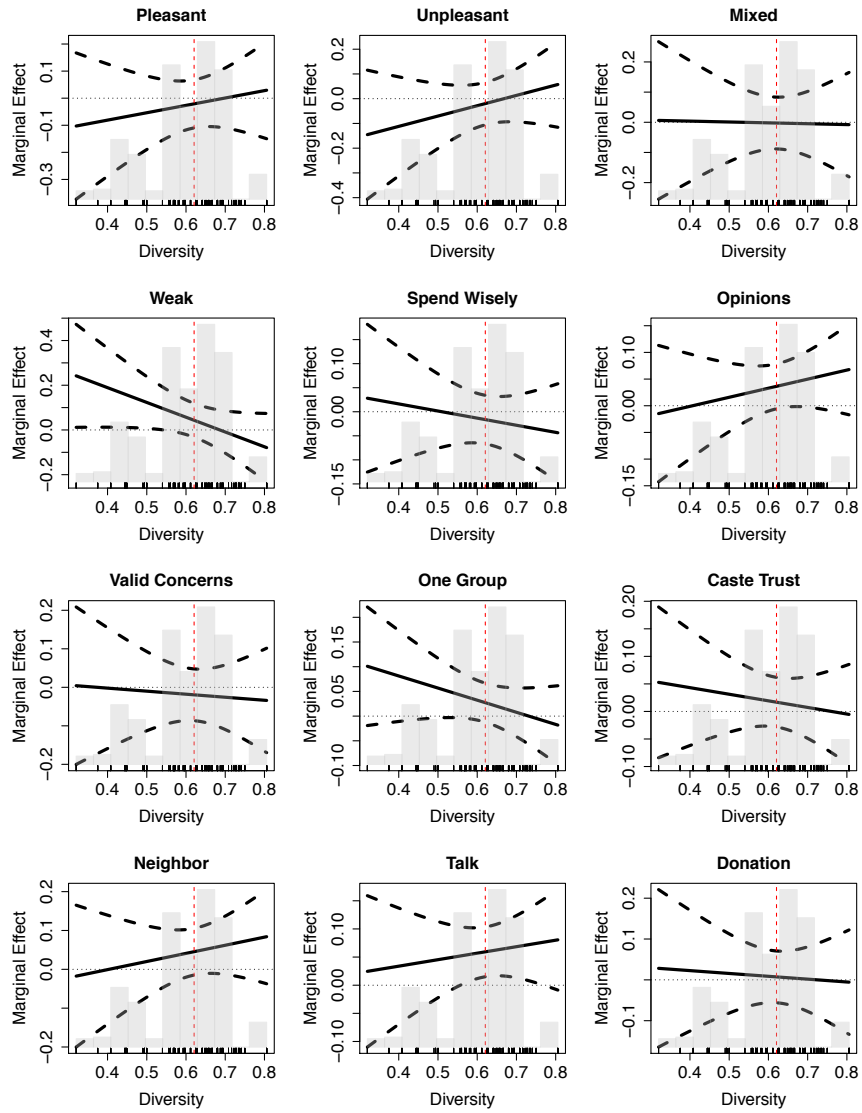 Pleasant Unpleasant Mixed
Marginal Effect
−0.3 −0.1 0.1
0.4 0.5 0.6 0.7 0.8
Diversity
Marginal Effect
−0.4 −0.2 0.0 0.2
0.4 0.5 0.6 0.7 0.8
Diversity
Marginal Effect
−0.2 0.0 0.2
0.4 0.5 0.6 0.7 0.8
Diversity
Weak Spend Wisely Opinions
Marginal Effect
−0.2 0.0 0.2 0.4
0.4 0.5 0.6 0.7 0.8
Diversity
Marginal Effect
−0.15 0.00 0.10
0.4 0.5 0.6 0.7 0.8
Diversity
Marginal Effect
−0.15 0.00 0.10
0.4 0.5 0.6 0.7 0.8
Diversity
Valid Concerns One Group Caste Trust
Marginal Effect
−0.2 0.0 0.1 0.2
0.4 0.5 0.6 0.7 0.8
Diversity
Marginal Effect
−0.10 0.05 0.15
0.4 0.5 0.6 0.7 0.8
Diversity
Marginal Effect
−0.10 0.00 0.10 0.20
0.4 0.5 0.6 0.7 0.8
Diversity
Neighbor Talk Donation
Marginal Effect
−0.2 0.0 0.1 0.2
0.4 0.5 0.6 0.7 0.8
Diversity
Marginal Effect
−0.10 0.00 0.10
0.4 0.5 0.6 0.7 0.8
Diversity
Marginal Effect
−0.1 0.1 0.2
0.4 0.5 0.6 0.7 0.8
Diversity